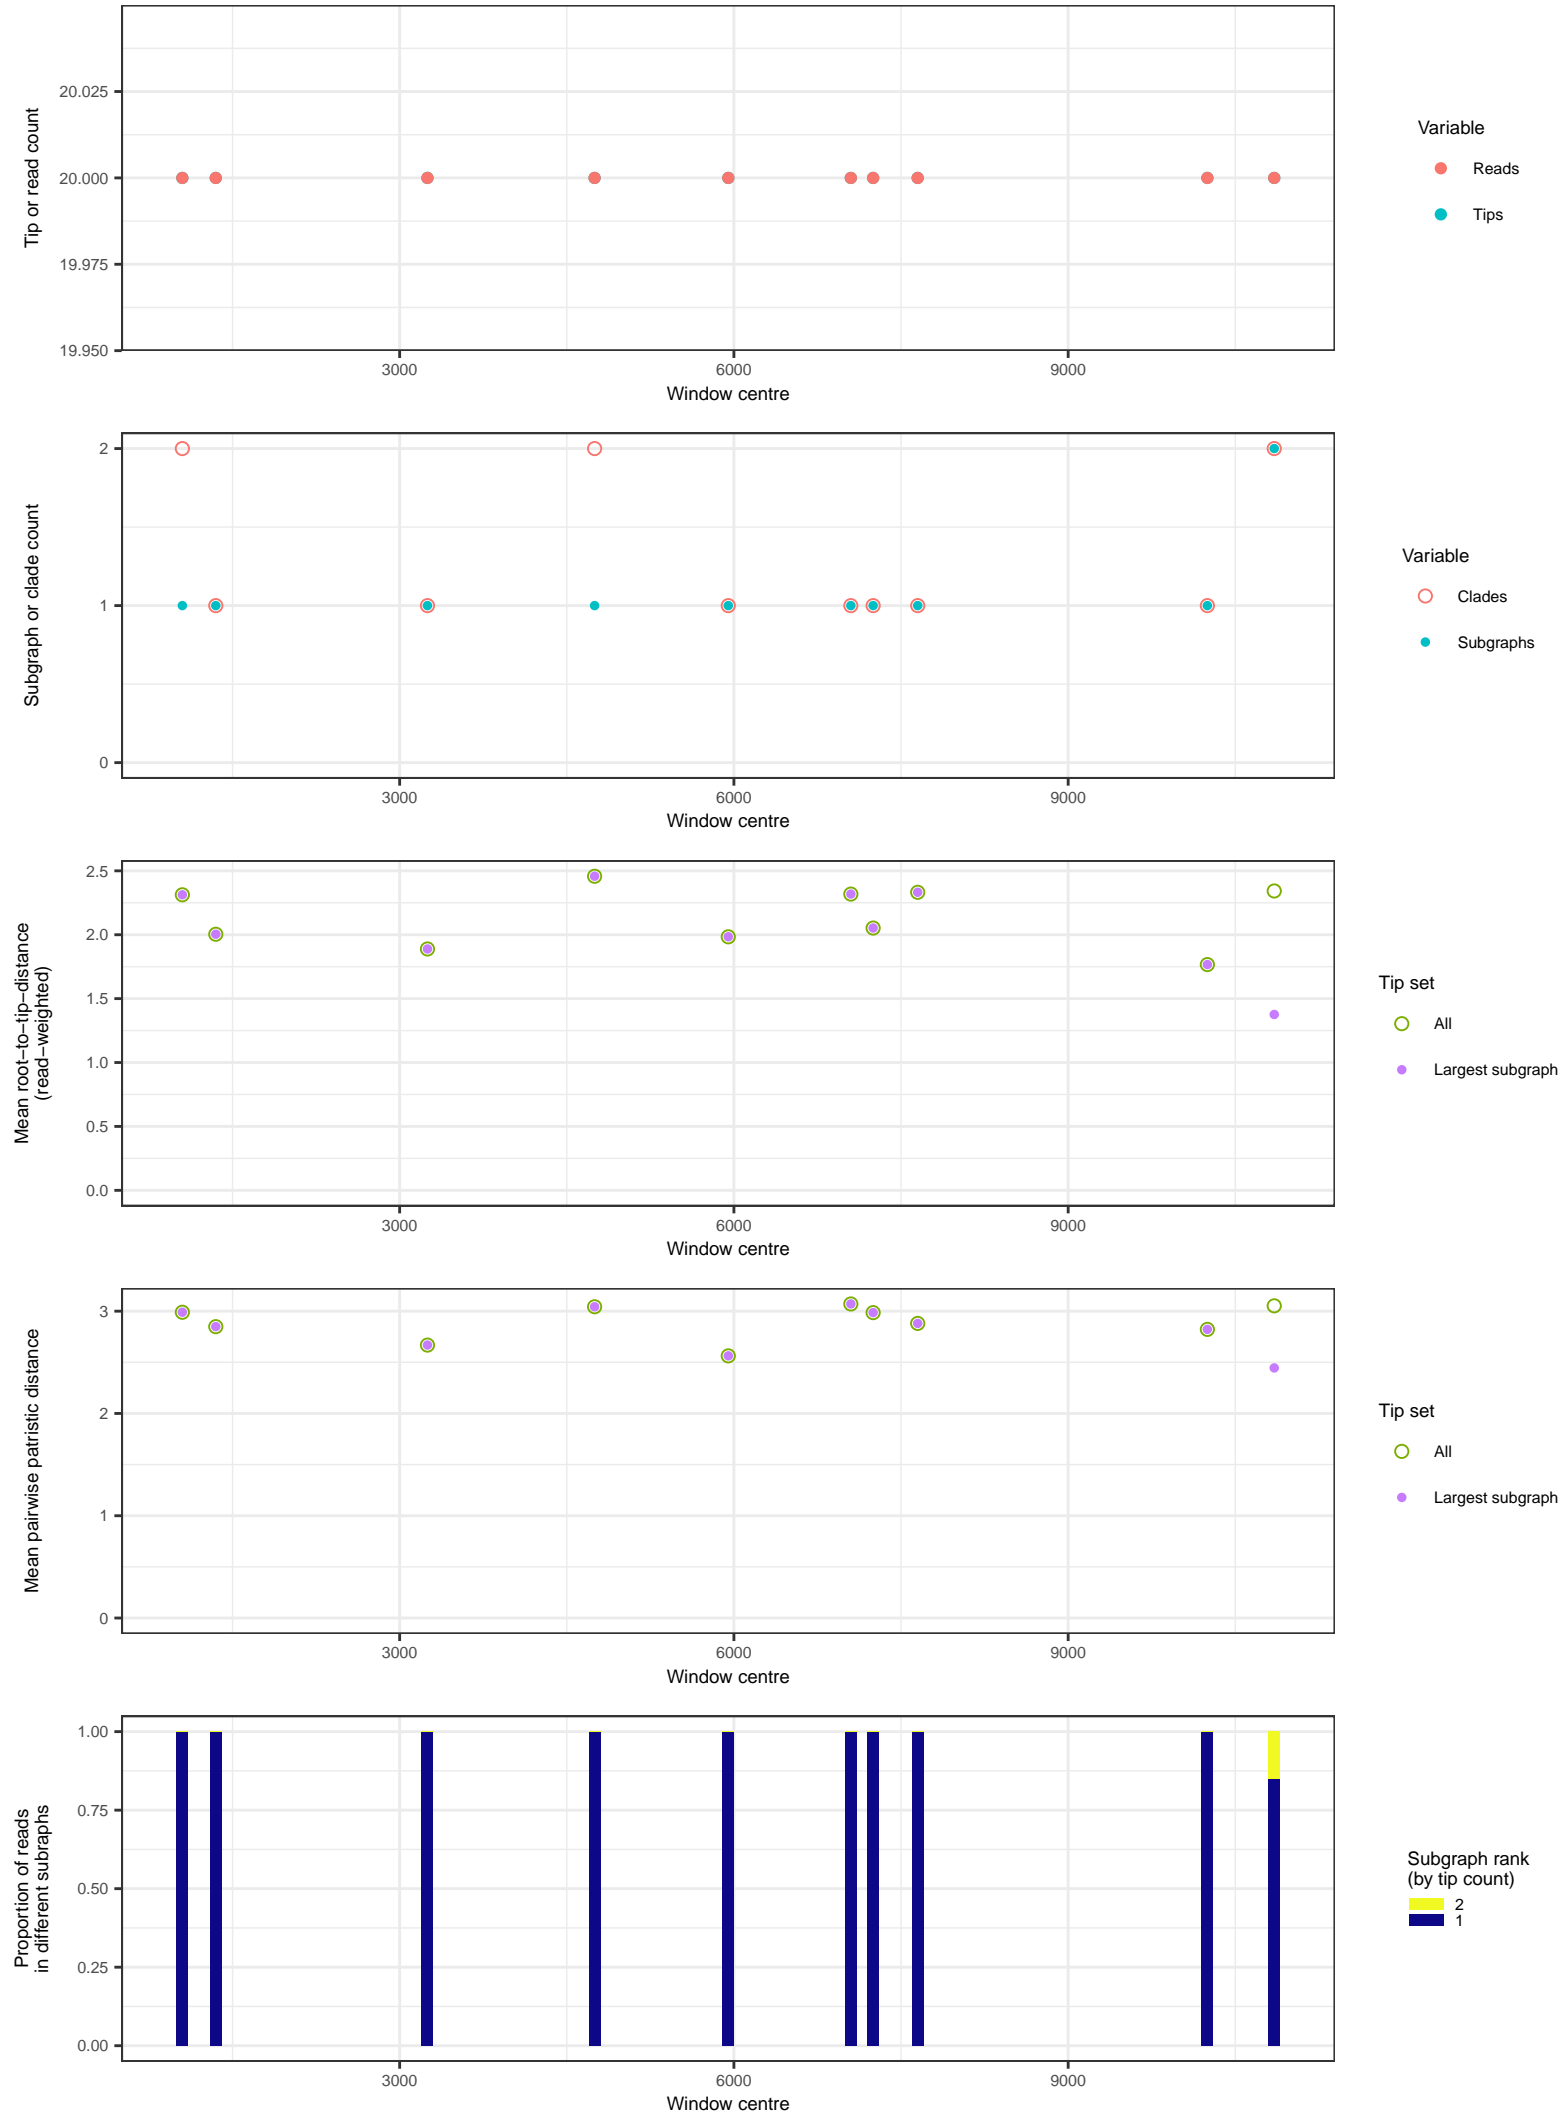 Tip or read count
20.025
20.000
19.975
19.950
3000
6000
9000
Window centre
Variable
Reads
Tips
Subgraph or clade count
2
1
0
3000
6000
9000
Window centre
Variable
Clades
Subgraphs
Mean root−to−tip−distance
(read−weighted)
2.5
2.0
1.5
1.0
0.5
0.0
3000
6000
9000
Window centre
Tip set
All
Largest subgraph
Mean pairwise patristic distance
3
2
1
0
3000
6000
9000
Window centre
Tip set
All
Largest subgraph
Proportion of reads
in different subraphs
1.00
0.75
0.50
0.25
0.00
3000
6000
9000
Window centre
Subgraph rank
(by tip count)
2
1